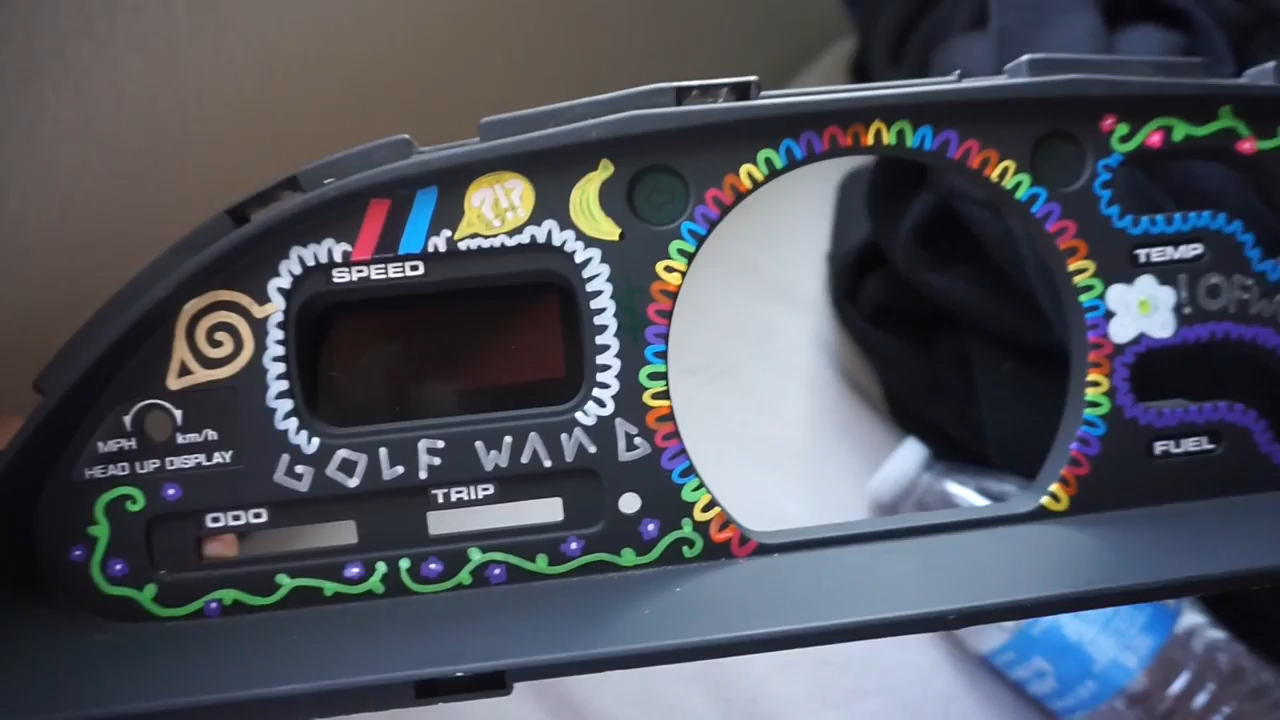 ?!?
SPEED
TEMP
MPH km/h
HEAD UP DISPLAY
GOLF WANG
TRIP
ODO
FUEL